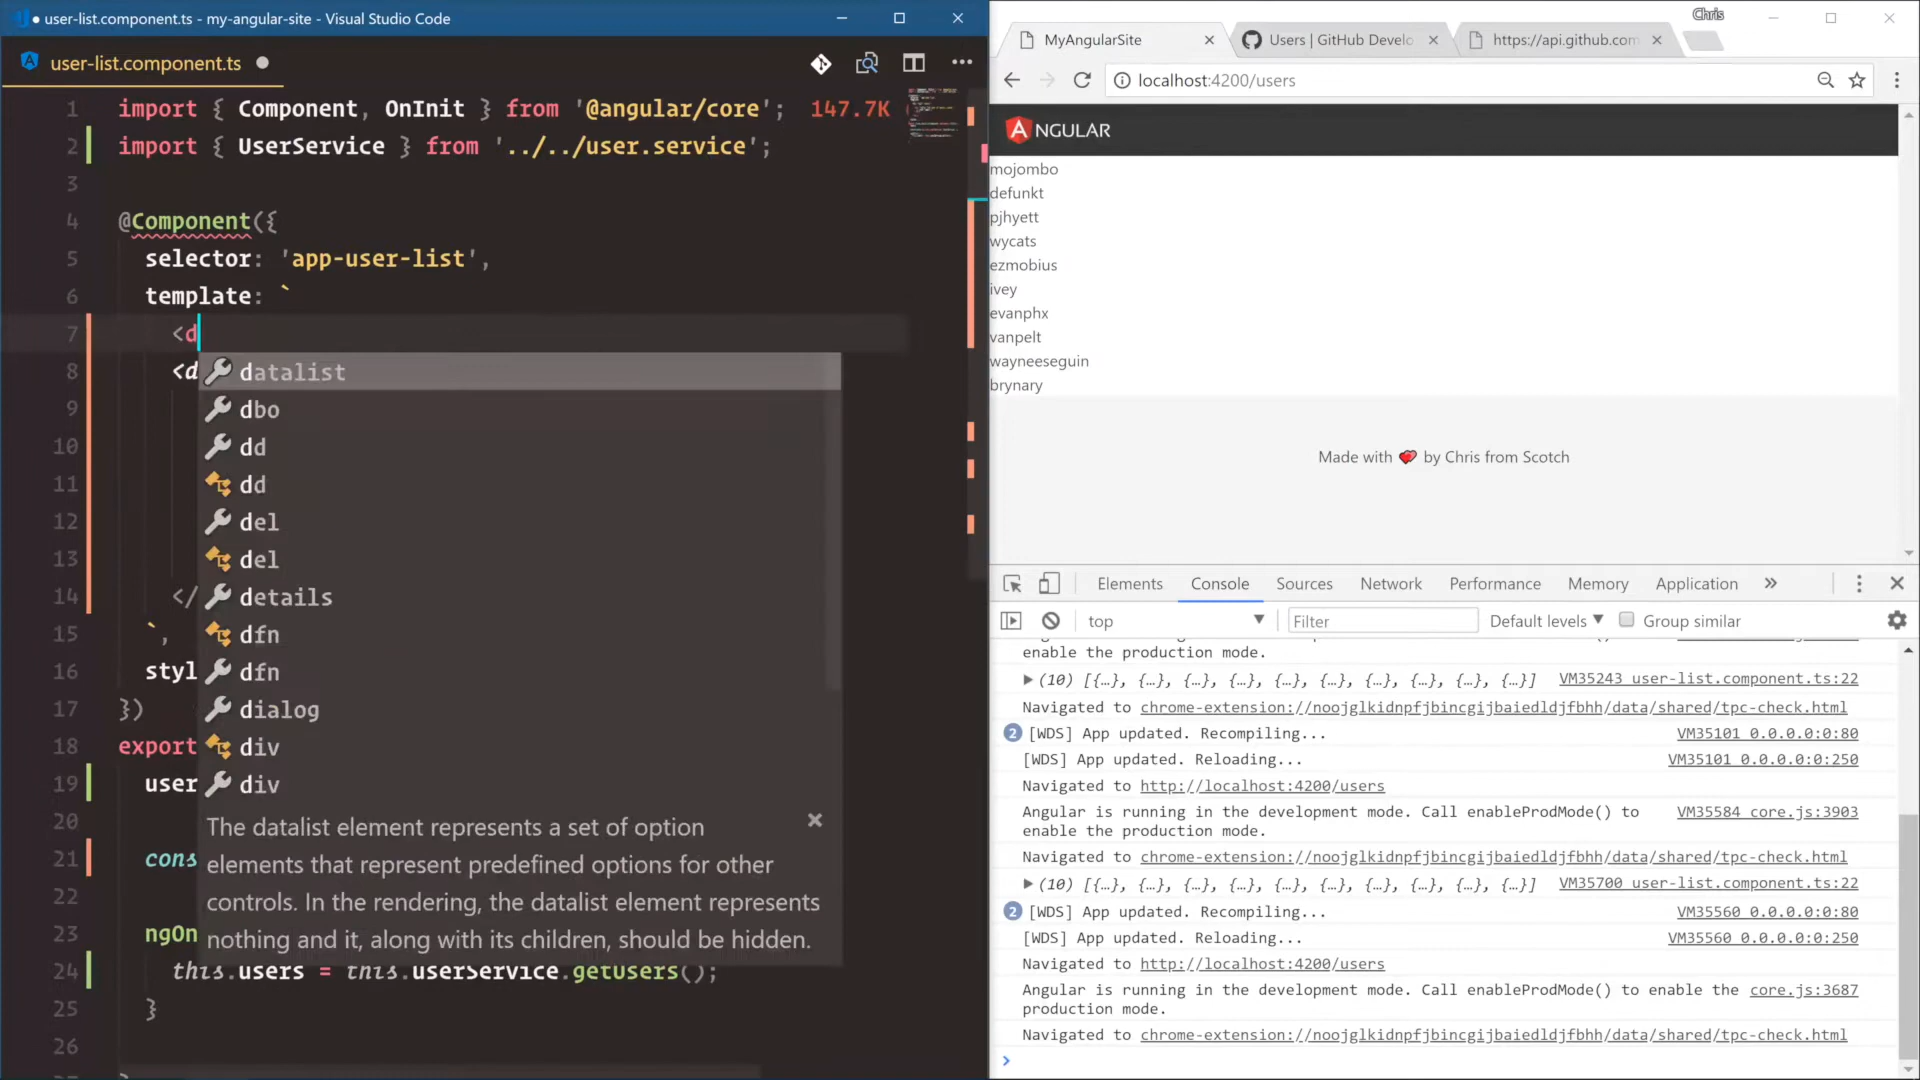 user-list.component.ts - my-angular-site - Visual Studio Code
user-list.component.ts
1 import { Component, OnInit } from '@angular/core'; 147.7K
2 import { UserService } from '../../user.service';
3
4 @Component({
5 selector: 'app-user-list',
6 template: `
7 <d
8 <d
9
10
11
12
13
14 </
15 `,
16 styl
17 })
18 export
19 user
20
21 cons
22
23 ngOn
24 this.users = this.userService.getUsers();
25 }
26
datalist
dbo
dd
dd
del
del
details
dfn
dfn
dialog
div
div
The datalist element represents a set of option
elements that represent predefined options for other
controls. In the rendering, the datalist element represents
nothing and it, along with its children, should be hidden.
Chris
MyAngularSite
Users | GitHub Develo
https://api.github.com
localhost:4200/users
ANGULAR
mojombo
defunkt
pjhyett
wycats
ezmobius
ivey
evanphx
vanpelt
wayneeseguin
brynary
Made with ❤ by Chris from Scotch
Elements Console Sources Network Performance Memory Application »
top Filter Default levels Group similar
enable the production mode.
(10) [{…}, {…}, {…}, {…}, {…}, {…}, {…}, {…}, {…}, {…}] VM35243 user-list.component.ts:22
Navigated to chrome-extension://noojglkidnpfjbincgijbaiedldjfbhh/data/shared/tpc-check.html
2 [WDS] App updated. Recompiling... VM35101 0.0.0.0:0:80
[WDS] App updated. Reloading... VM35101 0.0.0.0:0:250
Navigated to http://localhost:4200/users
Angular is running in the development mode. Call enableProdMode() to VM35584 core.js:3903
enable the production mode.
Navigated to chrome-extension://noojglkidnpfjbincgijbaiedldjfbhh/data/shared/tpc-check.html
(10) [{…}, {…}, {…}, {…}, {…}, {…}, {…}, {…}, {…}, {…}] VM35700 user-list.component.ts:22
2 [WDS] App updated. Recompiling... VM35560 0.0.0.0:0:80
[WDS] App updated. Reloading... VM35560 0.0.0.0:0:250
Navigated to http://localhost:4200/users
Angular is running in the development mode. Call enableProdMode() to enable the core.js:3687
production mode.
Navigated to chrome-extension://noojglkidnpfjbincgijbaiedldjfbhh/data/shared/tpc-check.html